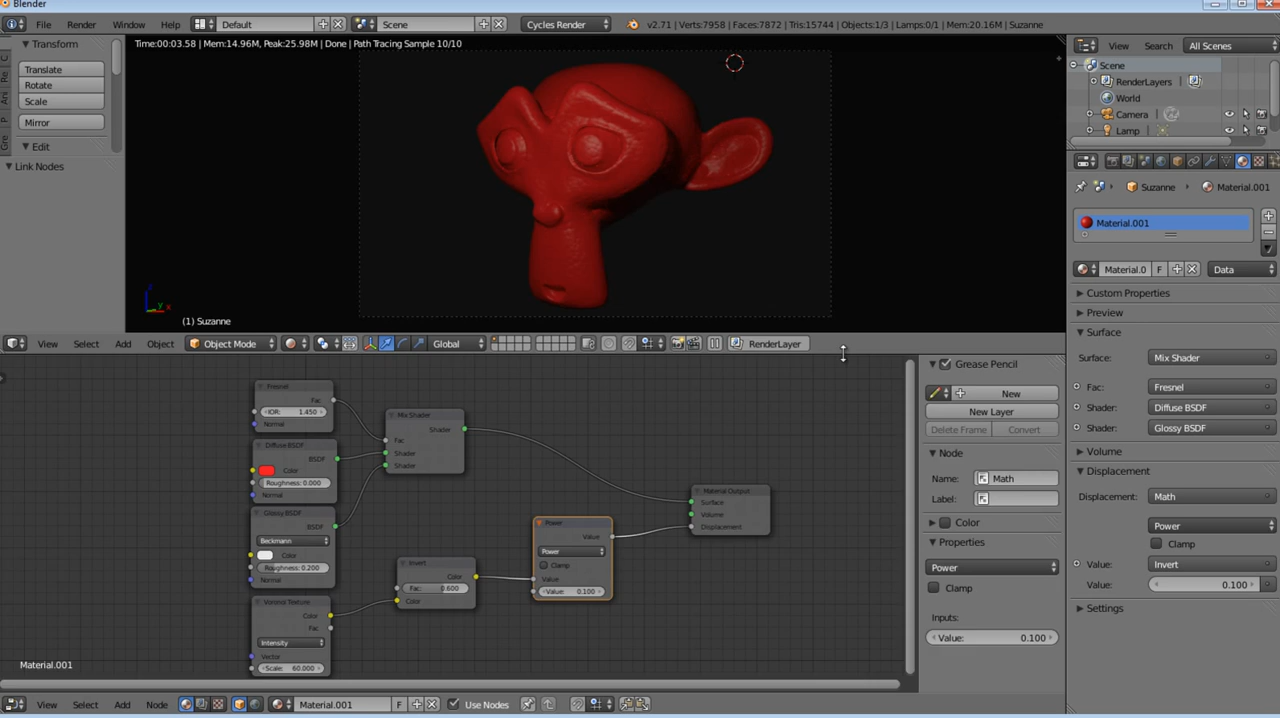 Blender
File Render Window Help Default Scene Cycles Render v2.71 | Verts:7958 | Faces:7872 | Tris:15744 | Objects:1/3 | Lamps:0/1 | Mem:20.16M | Suzanne
Transform
Translate
Rotate
Scale
Mirror
Edit
Link Nodes
Time:00:03.58 | Mem:14.96M, Peak:25.98M | Done | Path Tracing Sample 10/10
z
y x
(1) Suzanne
View Select Add Object Object Mode Global RenderLayer
View Search All Scenes
Scene
RenderLayers
World
Camera
Lamp
Suzanne Material.001
Material.001
Material.0 F Data
Custom Properties
Preview
Surface
Surface: Mix Shader
Fac: Fresnel
Shader: Diffuse BSDF
Shader: Glossy BSDF
Volume
Displacement
Displacement: Math
Power
Clamp
Value: Invert
Value: 0.100
Settings
Fresnel
Fac
IOR: 1.450
Normal
Diffuse BSDF
BSDF
Color
Roughness: 0.000
Normal
Glossy BSDF
BSDF
Beckmann
Color
Roughness: 0.200
Normal
Voronoi Texture
Color
Fac
Intensity
Vector
Scale: 60.000
Mix Shader
Shader
Fac
Shader
Shader
Invert
Color
Fac: 0.600
Color
Power
Value
Power
Clamp
Value
Value: 0.100
Material Output
Surface
Volume
Displacement
Grease Pencil
New
New Layer
Delete Frame Convert
Node
Name: Math
Label:
Color
Properties
Power
Clamp
Inputs:
Value: 0.100
Material.001
View Select Add Node Material.001 F Use Nodes